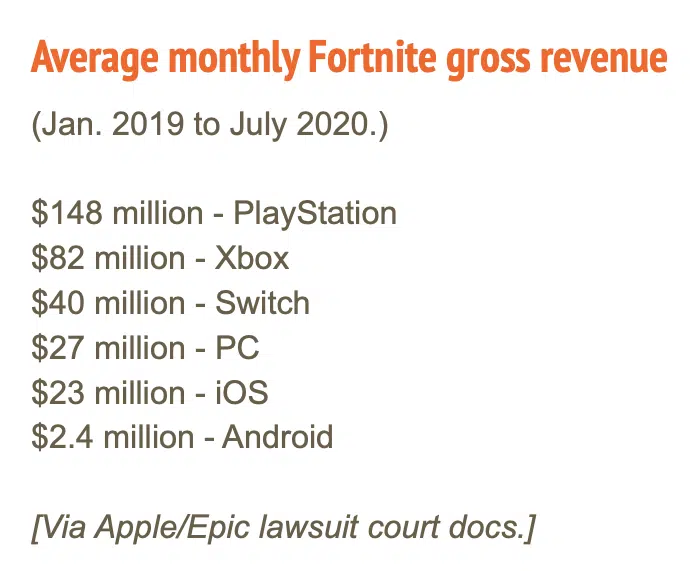 Average monthly Fortnite gross revenue
(Jan. 2019 to July 2020.)
$148 million - PlayStation
$82 million - Xbox
$40 million - Switch
$27 million - PC
$23 million - iOS
$2.4 million - Android
[Via Apple/Epic lawsuit court docs.]